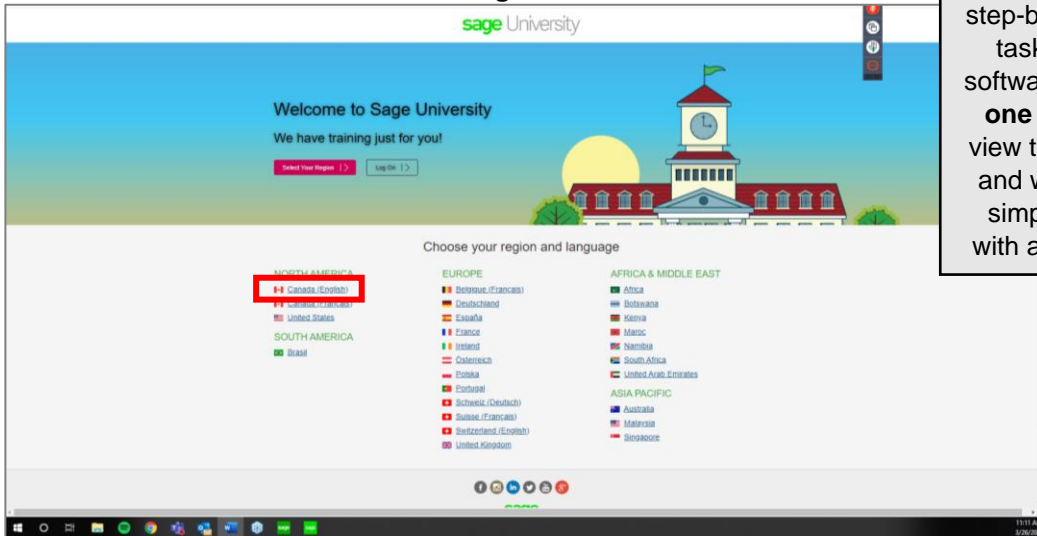 sage University
step-b
task
softwa
one
view t
and v
simp
with a
Welcome to Sage University
We have training just for you!
Select Your Region
Log On
Choose your region and language
NORTH AMERICA
Canada (English)
Canada (Français)
United States
SOUTH AMERICA
Brasil
EUROPE
Belgique (Français)
Deutschland
España
France
Ireland
Österreich
Polska
Portugal
Schweiz (Deutsch)
Suisse (Français)
Switzerland (English)
United Kingdom
AFRICA & MIDDLE EAST
Africa
Botswana
Kenya
Maroc
Namibia
South Africa
United Arab Emirates
ASIA PACIFIC
Australia
Malaysia
Singapore
11:11 A